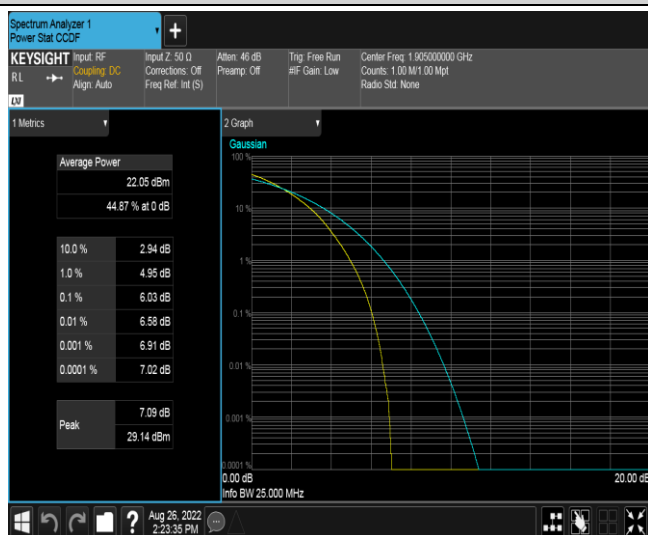 Spectrum Analyzer 1
Power Stat CCDF
KEYSIGHT
RL
LXI
Input: RF
Coupling: DC
Align: Auto
Input Z: 50 Ω
Corrections: Off
Freq Ref: Int (S)
Atten: 46 dB
Preamp: Off
Trig: Free Run
#IF Gain: Low
Center Freq: 1.905000000 GHz
Counts: 1.00 M/1.00 Mpt
Radio Std: None
1 Metrics
Average Power
22.05 dBm
44.87 % at 0 dB
10.0 % 2.94 dB
1.0 % 4.95 dB
0.1 % 6.03 dB
0.01 % 6.58 dB
0.001 % 6.91 dB
0.0001 % 7.02 dB
Peak
7.09 dB
29.14 dBm
2 Graph
Gaussian
100 %
10 %
1 %
0.1 %
0.01 %
0.001 %
0.0001 %
0.00 dB 20.00 dB
Info BW 25.000 MHz
Aug 26, 2022
2:23:35 PM